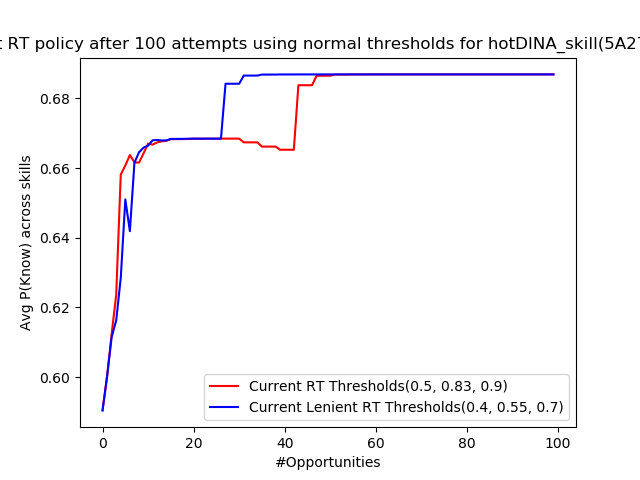 RT policy after 100 attempts using normal thresholds for hotDINA_skill(5A27
0.68
0.66
0.64
0.62
0.60
Avg P(Know) across skills
Current RT Thresholds(0.5, 0.83, 0.9)
Current Lenient RT Thresholds(0.4, 0.55, 0.7)
0 20 40 60 80 100
#Opportunities